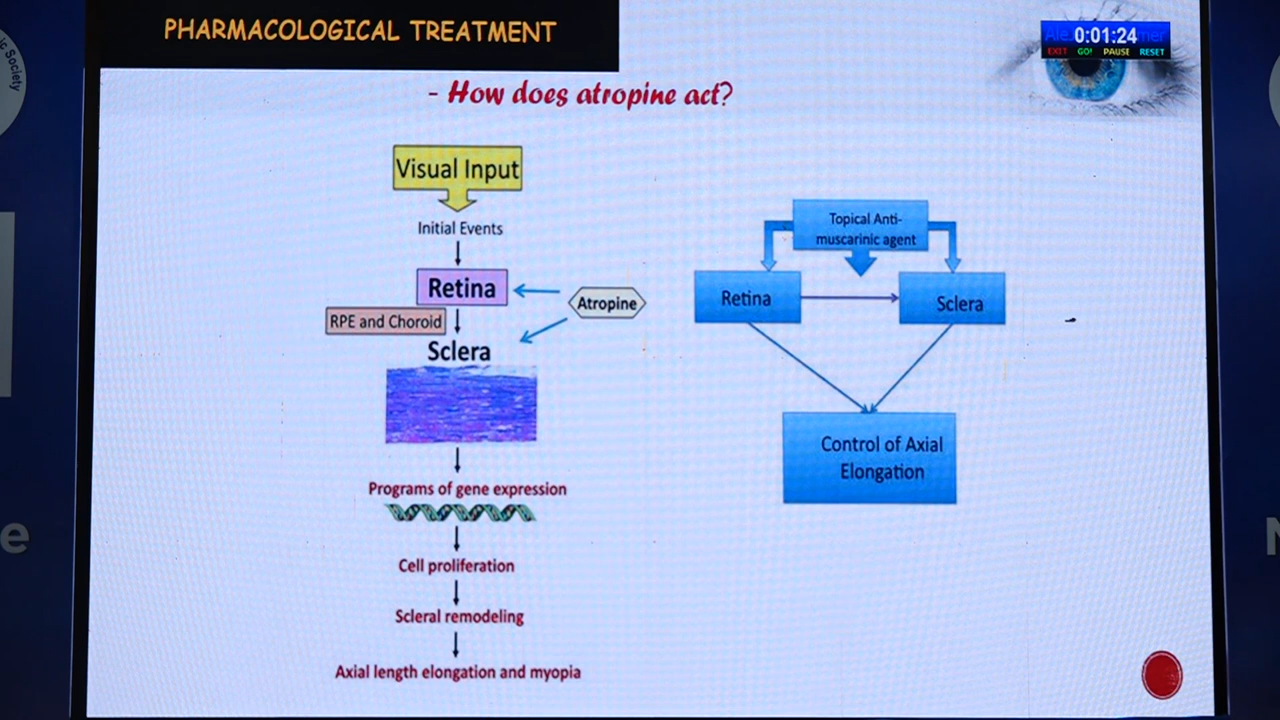 ic Society
PHARMACOLOGICAL TREATMENT
0:01:24
EXIT GO! PAUSE RESET
- How does atropine act?
Visual Input
Initial Events
Retina
Atropine
RPE and Choroid
Sclera
Programs of gene expression
Cell proliferation
Scleral remodeling
Axial length elongation and myopia
Topical Anti-
muscarinic agent
Retina
Sclera
Control of Axial
Elongation
e
N